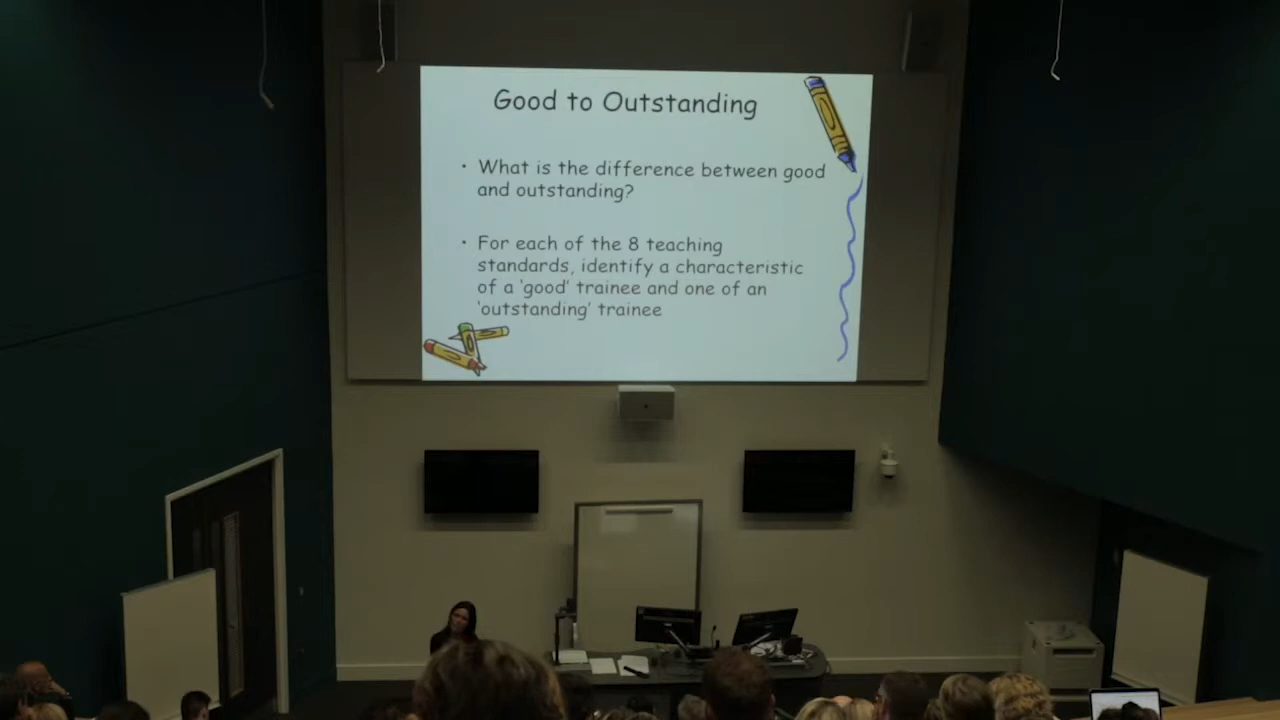 Good to Outstanding
• What is the difference between good
and outstanding?
• For each of the 8 teaching
standards, identify a characteristic
of a ‘good’ trainee and one of an
‘outstanding’ trainee